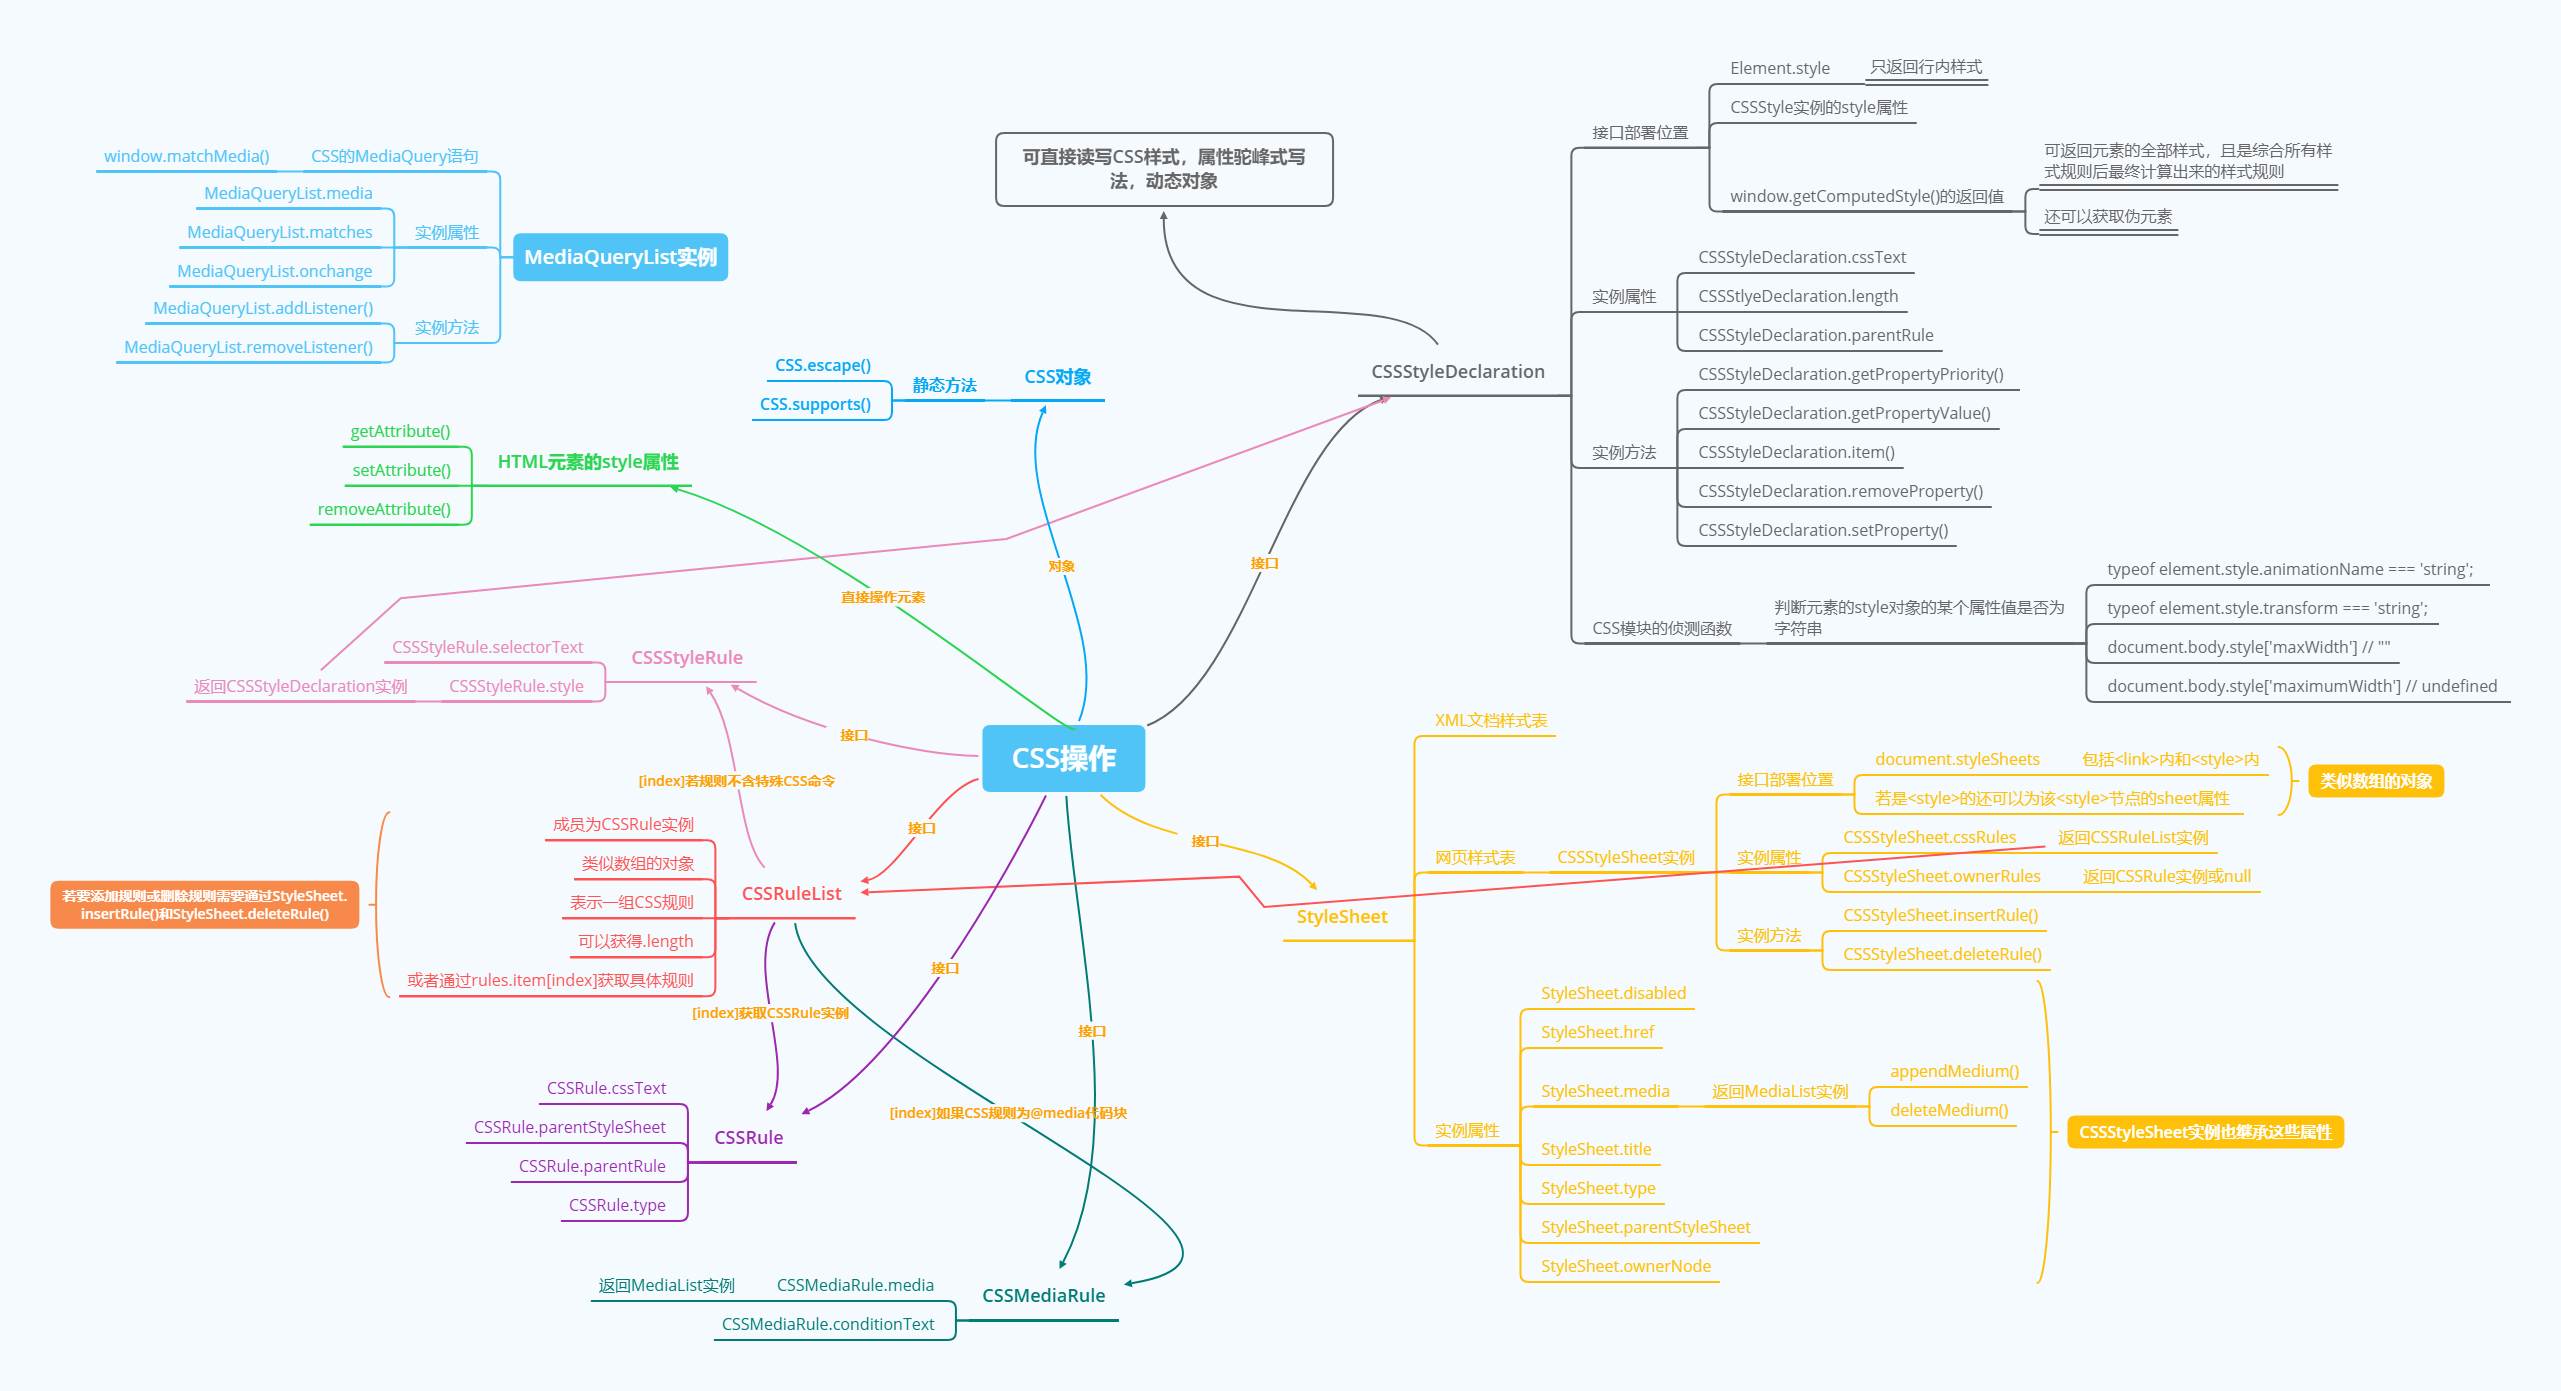 CSS操作
对象
接口
直接操作元素
接口
接口
接口
接口
接口
MediaQueryList实例
CSS的MediaQuery语句
window.matchMedia()
实例属性
MediaQueryList.media
MediaQueryList.matches
MediaQueryList.onchange
实例方法
MediaQueryList.addListener()
MediaQueryList.removeListener()
CSS对象
静态方法
CSS.escape()
CSS.supports()
HTML元素的style属性
getAttribute()
setAttribute()
removeAttribute()
CSSStyleRule
CSSStyleRule.selectorText
CSSStyleRule.style
返回CSSStyleDeclaration实例
[index]若规则不含特殊CSS命令
CSSRuleList
成员为CSSRule实例
类似数组的对象
表示一组CSS规则
可以获得.length
或者通过rules.item[index]获取具体规则
若要添加规则或删除规则需要通过StyleSheet.
insertRule()和StyleSheet.deleteRule()
[index]获取CSSRule实例
[index]如果CSS规则为@media代码块
CSSRule
CSSRule.cssText
CSSRule.parentStyleSheet
CSSRule.parentRule
CSSRule.type
CSSMediaRule
CSSMediaRule.media
返回MediaList实例
CSSMediaRule.conditionText
可直接读写CSS样式，属性驼峰式写
法，动态对象
CSSStyleDeclaration
接口部署位置
Element.style
只返回行内样式
CSSStyle实例的style属性
window.getComputedStyle()的返回值
可返回元素的全部样式，且是综合所有样
式规则后最终计算出来的样式规则
还可以获取伪元素
实例属性
CSSStyleDeclaration.cssText
CSSStlyeDeclaration.length
CSSStyleDeclaration.parentRule
实例方法
CSSStyleDeclaration.getPropertyPriority()
CSSStyleDeclaration.getPropertyValue()
CSSStyleDeclaration.item()
CSSStyleDeclaration.removeProperty()
CSSStyleDeclaration.setProperty()
CSS模块的侦测函数
判断元素的style对象的某个属性值是否为
字符串
typeof element.style.animationName === 'string';
typeof element.style.transform === 'string';
document.body.style['maxWidth'] // ""
document.body.style['maximumWidth'] // undefined
StyleSheet
XML文档样式表
网页样式表
CSSStyleSheet实例
接口部署位置
document.styleSheets
包括<link>内和<style>内
若是<style>的还可以为该<style>节点的sheet属性
类似数组的对象
实例属性
CSSStyleSheet.cssRules
返回CSSRuleList实例
CSSStyleSheet.ownerRules
返回CSSRule实例或null
实例方法
CSSStyleSheet.insertRule()
CSSStyleSheet.deleteRule()
实例属性
StyleSheet.disabled
StyleSheet.href
StyleSheet.media
返回MediaList实例
appendMedium()
deleteMedium()
StyleSheet.title
StyleSheet.type
StyleSheet.parentStyleSheet
StyleSheet.ownerNode
CSSStyleSheet实例也继承这些属性